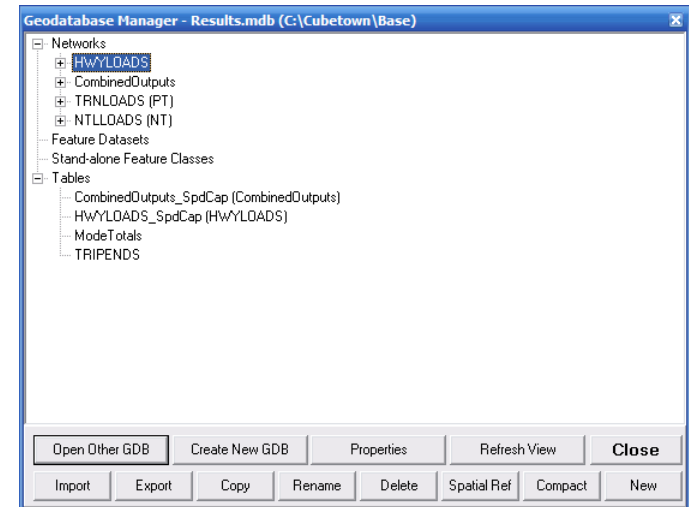 Geodatabase Manager - Results.mdb (C:\Cubetown\Base)
Networks
HWYLOADS
CombinedOutputs
TRNLOADS (PT)
NTLLOADS (NT)
Feature Datasets
Stand-alone Feature Classes
Tables
CombinedOutputs_SpdCap (CombinedOutputs)
HWYLOADS_SpdCap (HWYLOADS)
ModeTotals
TRIPENDS
Open Other GDB Create New GDB Properties Refresh View Close
Import Export Copy Rename Delete Spatial Ref Compact New